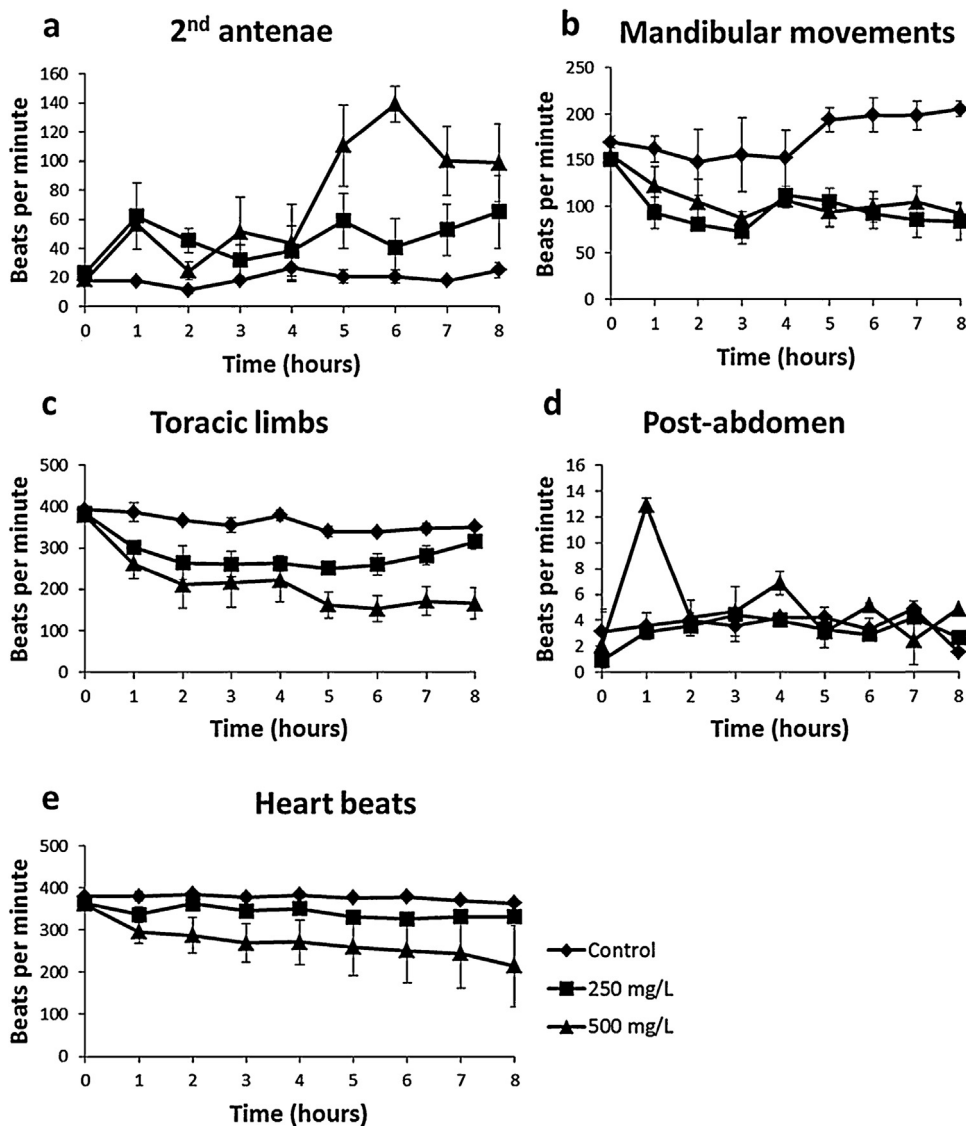 a
2nd antenae
Beats per minute
160
140
120
100
80
60
40
20
0
0 1 2 3 4 5 6 7 8
Time (hours)
b
Mandibular movements
Beats per minute
250
200
150
100
50
0
0 1 2 3 4 5 6 7 8
Time (hours)
c
Toracic limbs
Beats per minute
500
400
300
200
100
0
0 1 2 3 4 5 6 7 8
Time (hours)
d
Post-abdomen
Beats per minute
16
14
12
10
8
6
4
2
0
0 1 2 3 4 5 6 7 8
Time (hours)
e
Heart beats
Beats per minute
500
400
300
200
100
0
0 1 2 3 4 5 6 7 8
Time (hours)
Control
250 mg/L
500 mg/L